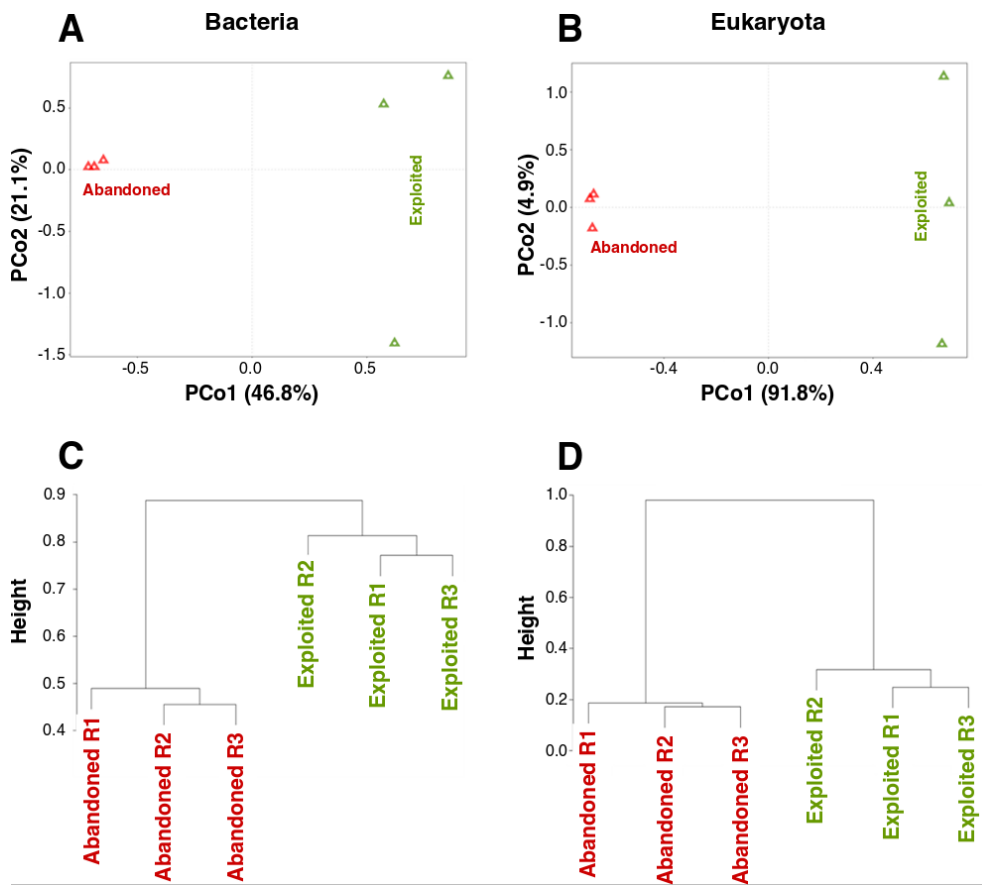 A
Bacteria
B
Eukaryota
0.5
0.0
-0.5
-1.0
-1.5
PCo2 (21.1%)
Abandoned
Exploited
-0.5
0.0
0.5
PCo1 (46.8%)
1.0
0.5
0.0
-0.5
-1.0
PCo2 (4.9%)
Abandoned
Exploited
-0.4
0.0
0.4
PCo1 (91.8%)
C
0.9
0.8
0.7
0.6
0.5
0.4
Height
Abandoned R1
Abandoned R2
Abandoned R3
Exploited R2
Exploited R1
Exploited R3
D
1.0
0.8
0.6
0.4
0.2
0.0
Height
Abandoned R1
Abandoned R2
Abandoned R3
Exploited R2
Exploited R1
Exploited R3